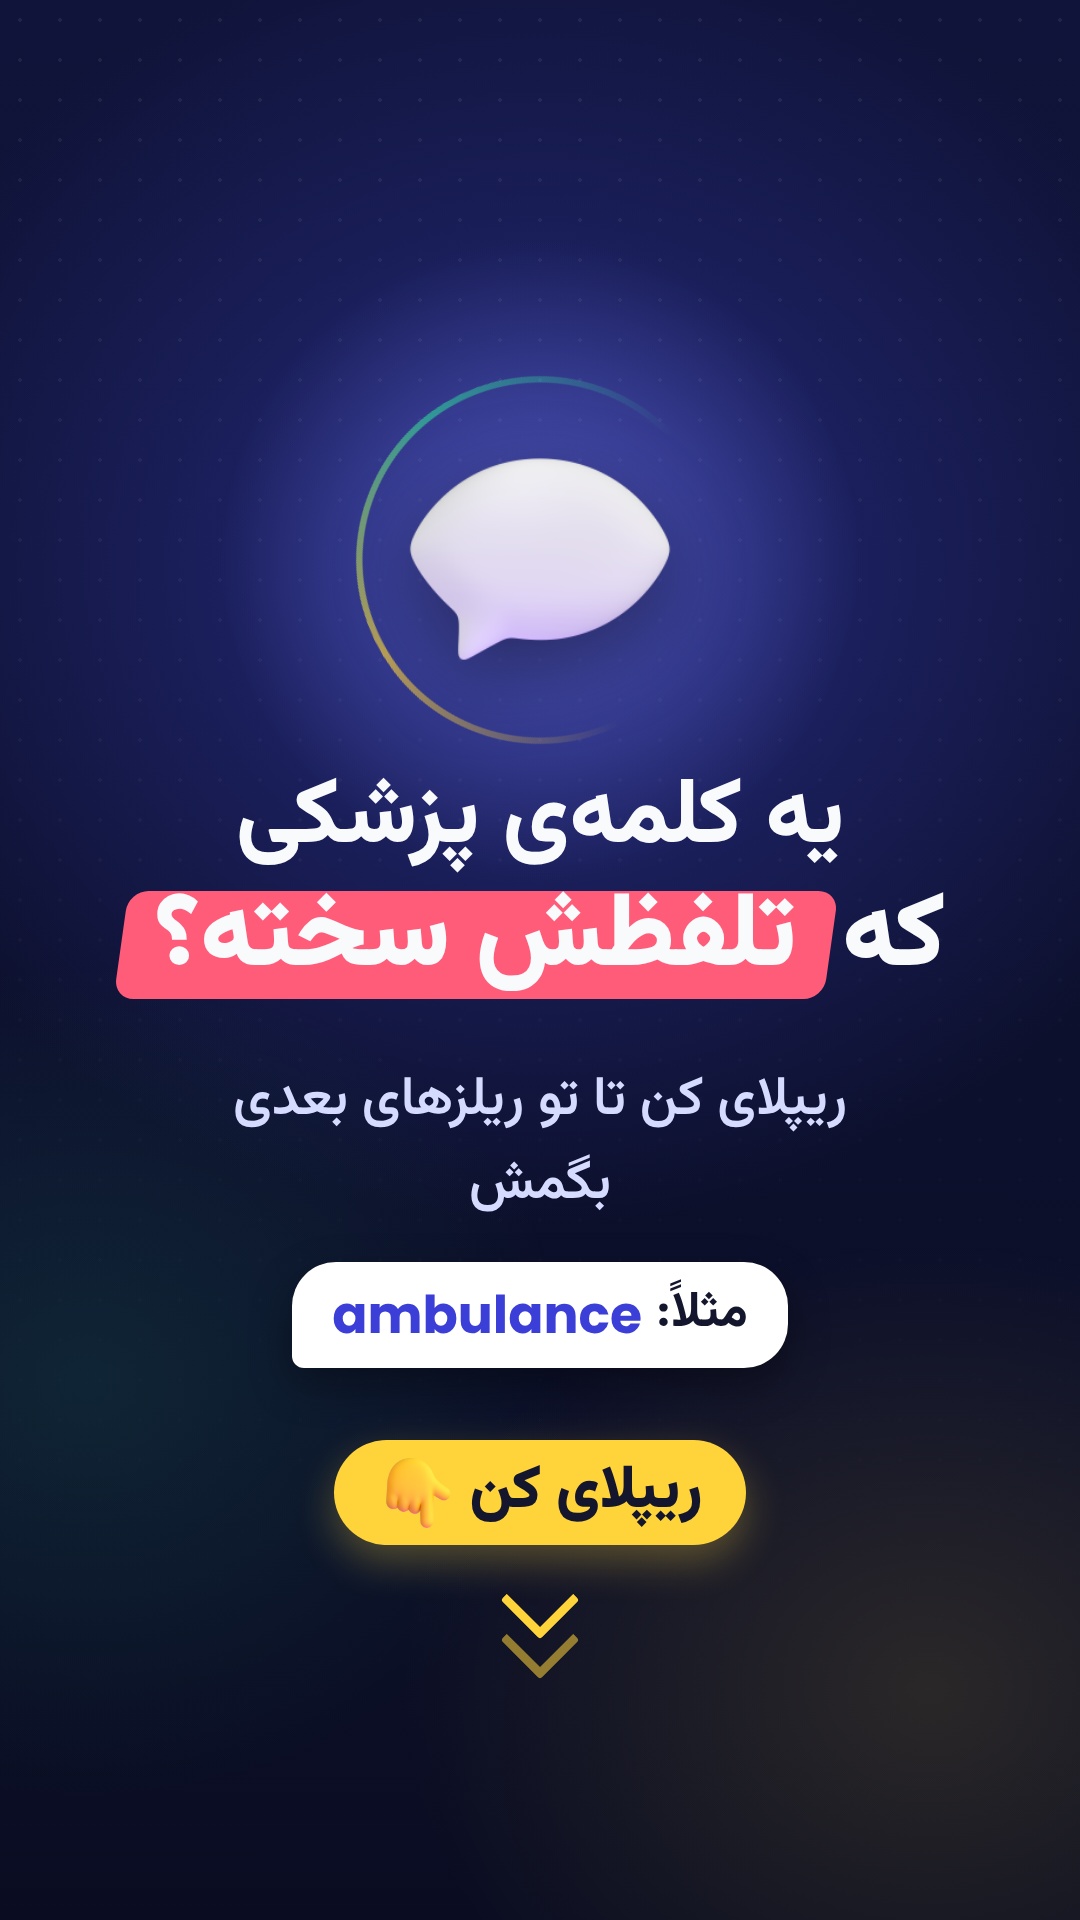 یه کلمه‌ی پزشکی
که تلفظش سخته؟
ریپلای کن تا تو ریلزهای بعدی
بگمش
مثلاً: ambulance
ریپلای کن 👇